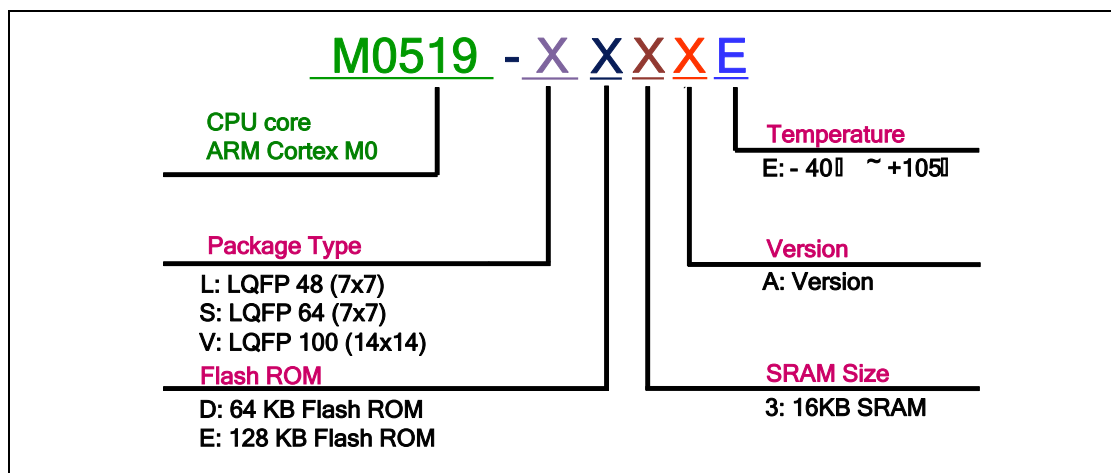 M0519 - X X X X E
CPU core
ARM Cortex M0
Temperature
E: - 40▯ ~ +105▯
Package Type
L: LQFP 48 (7x7)
S: LQFP 64 (7x7)
V: LQFP 100 (14x14)
Version
A: Version
Flash ROM
D: 64 KB Flash ROM
E: 128 KB Flash ROM
SRAM Size
3: 16KB SRAM